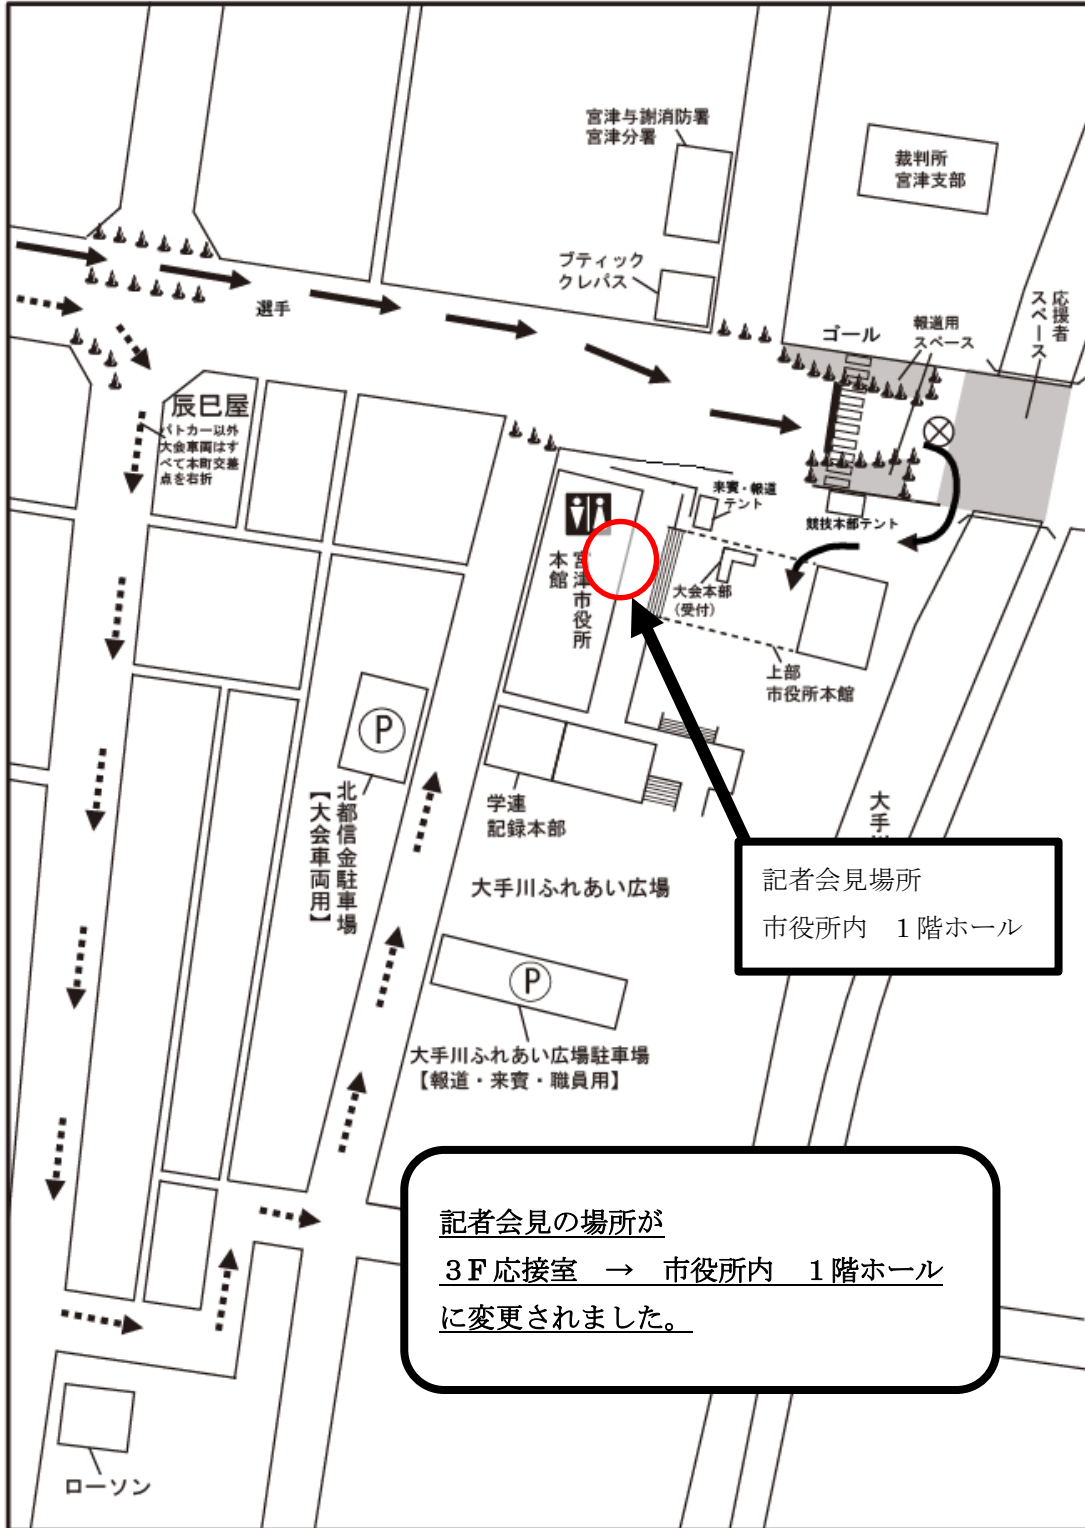 宮津与謝消防署
宮津分署
裁判所
宮津支部
ブティック
クレパス
選手
ゴール
報道用
スペース
応援者
スペース
辰巳屋
パトカー以外
大会車両はす
べて本町交差
点を右折
来賓・報道
テント
競技本部テント
宮津市役所
本館
大会本部
(受付)
上部
市役所本館
P
北都信金駐車場
【大会車両用】
学連
記録本部
大手川ふれあい広場
大手
記者会見場所
市役所内　１階ホール
P
大手川ふれあい広場駐車場
【報道・来賓・職員用】
記者会見の場所が
３F応接室　→　市役所内　１階ホール
に変更されました。
ローソン